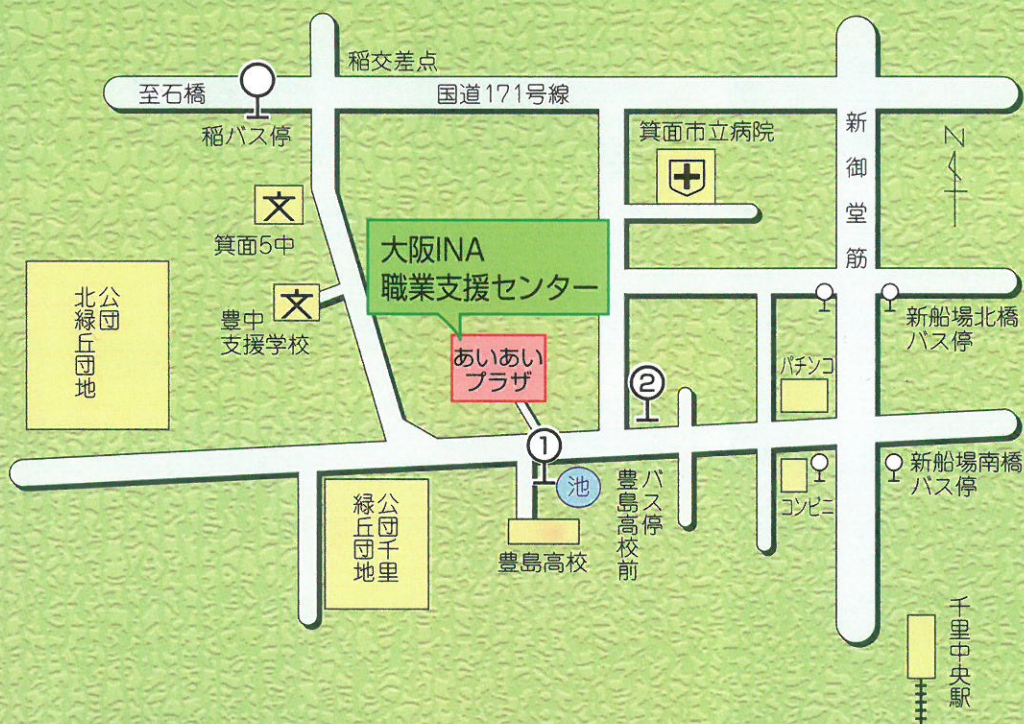 稲交差点
至石橋
国道171号線
稲バス停
箕面市立病院
新御堂筋
N
文
箕面5中
大阪INA
職業支援センター
文
豊中
支援学校
公団
北緑丘団地
あいあい
プラザ
新船場北橋
バス停
パチンコ
②
①
池
バス停
豊島高校前
コンビニ
新船場南橋
バス停
公団千里
緑丘団地
豊島高校
千里中央駅